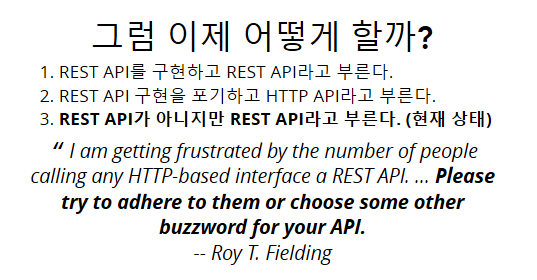 그럼 이제 어떻게 할까?
1. REST API를 구현하고 REST API라고 부른다.
2. REST API 구현을 포기하고 HTTP API라고 부른다.
3. REST API가 아니지만 REST API라고 부른다. (현재 상태)
“ I am getting frustrated by the number of people
calling any HTTP-based interface a REST API. ... Please
try to adhere to them or choose some other
buzzword for your API.
-- Roy T. Fielding